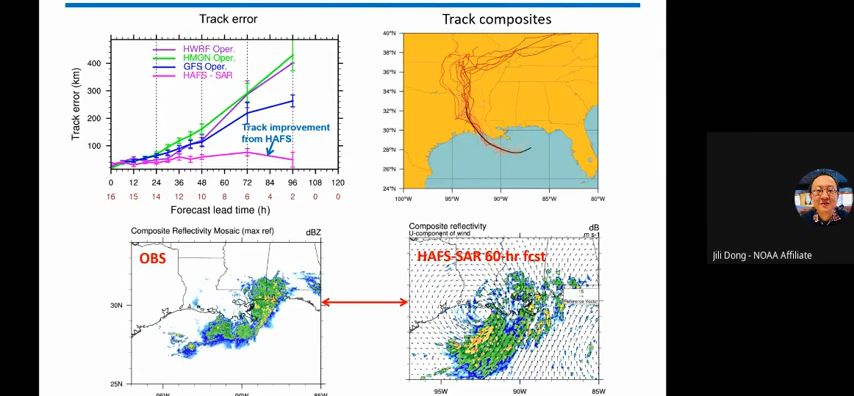 Track error
Track composites
HWRF Oper.
HMON Oper.
GFS Oper.
HAFS - SAR
Track improvement
from HAFS
Track error (km)
400
300
200
100
0 12 24 36 48 60 72 84 96 108 120
16 15 14 12 10 8 6 4 2 0 0
Forecast lead time (h)
40°N
38°N
36°N
34°N
32°N
30°N
28°N
26°N
24°N
100°W 95°W 90°W 85°W 80°W
Composite Reflectivity Mosaic (max ref) dBZ
OBS
30N
25N
85W
Composite reflectivity dB
U-component of wind m s-1
HAFS-SAR 60-hr fcst
30N
95W 90W 85W
Jili Dong - NOAA Affiliate